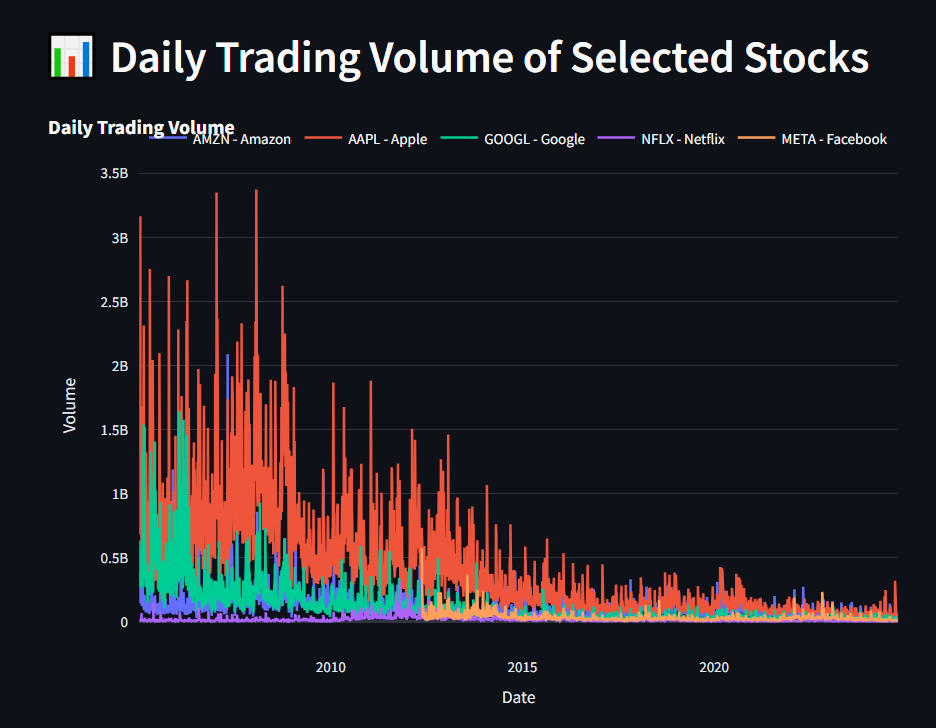 Daily Trading Volume of Selected Stocks
Daily Trading Volume
AMZN - Amazon AAPL - Apple GOOGL - Google NFLX - Netflix META - Facebook
3.5B
3B
2.5B
2B
1.5B
1B
0.5B
0
Volume
2010 2015 2020
Date